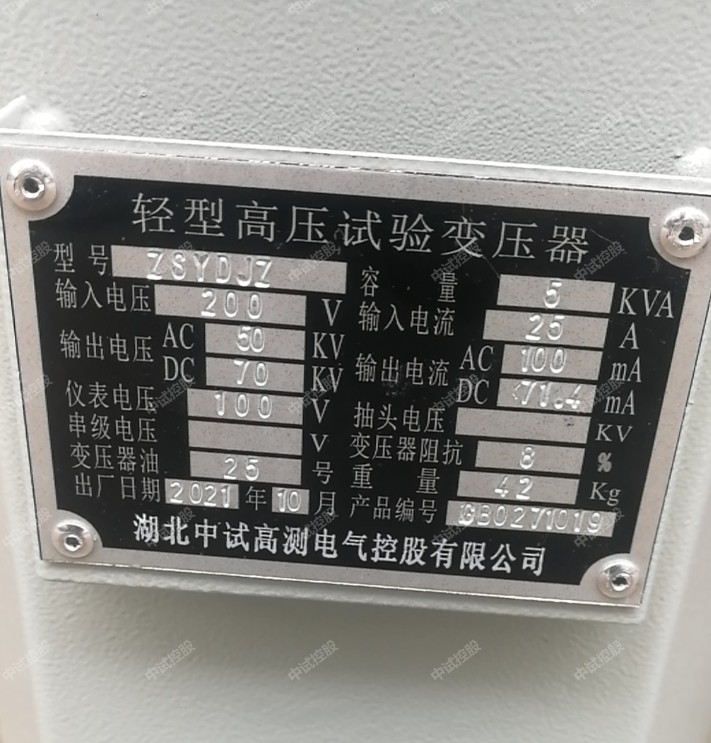 轻型高压试验变压器
型号 ZSYDJZ 容量 5 KVA
输入电压 200 V 输入电流 25 A
输出电压 AC 50 KV 输出电流 AC 100 mA
DC 70 KV DC 71.4 mA
仪表电压 100 V 抽头电压 KV
串级电压 V 变压器阻抗 8 %
变压器油 25 号 重量 42 Kg
出厂日期 2021 年 10 月 产品编号 GB0271019
湖北中试高测电气控股有限公司
中试控股